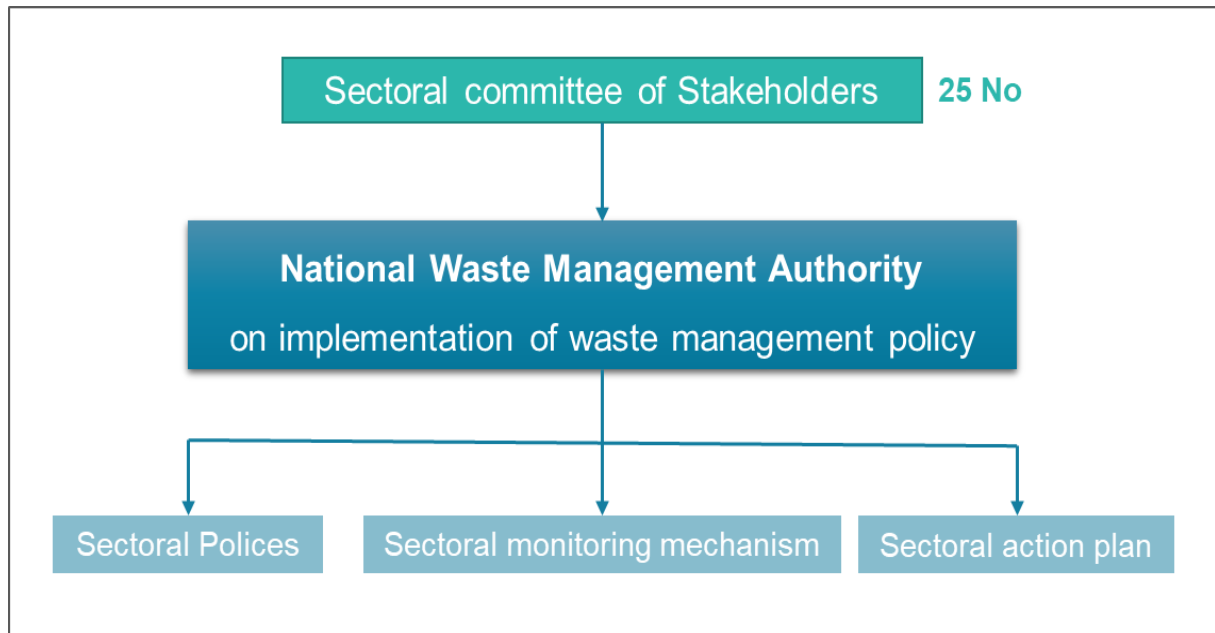 Sectoral committee of Stakeholders
25 No
National Waste Management Authority
on implementation of waste management policy
Sectoral Polices
Sectoral monitoring mechanism
Sectoral action plan